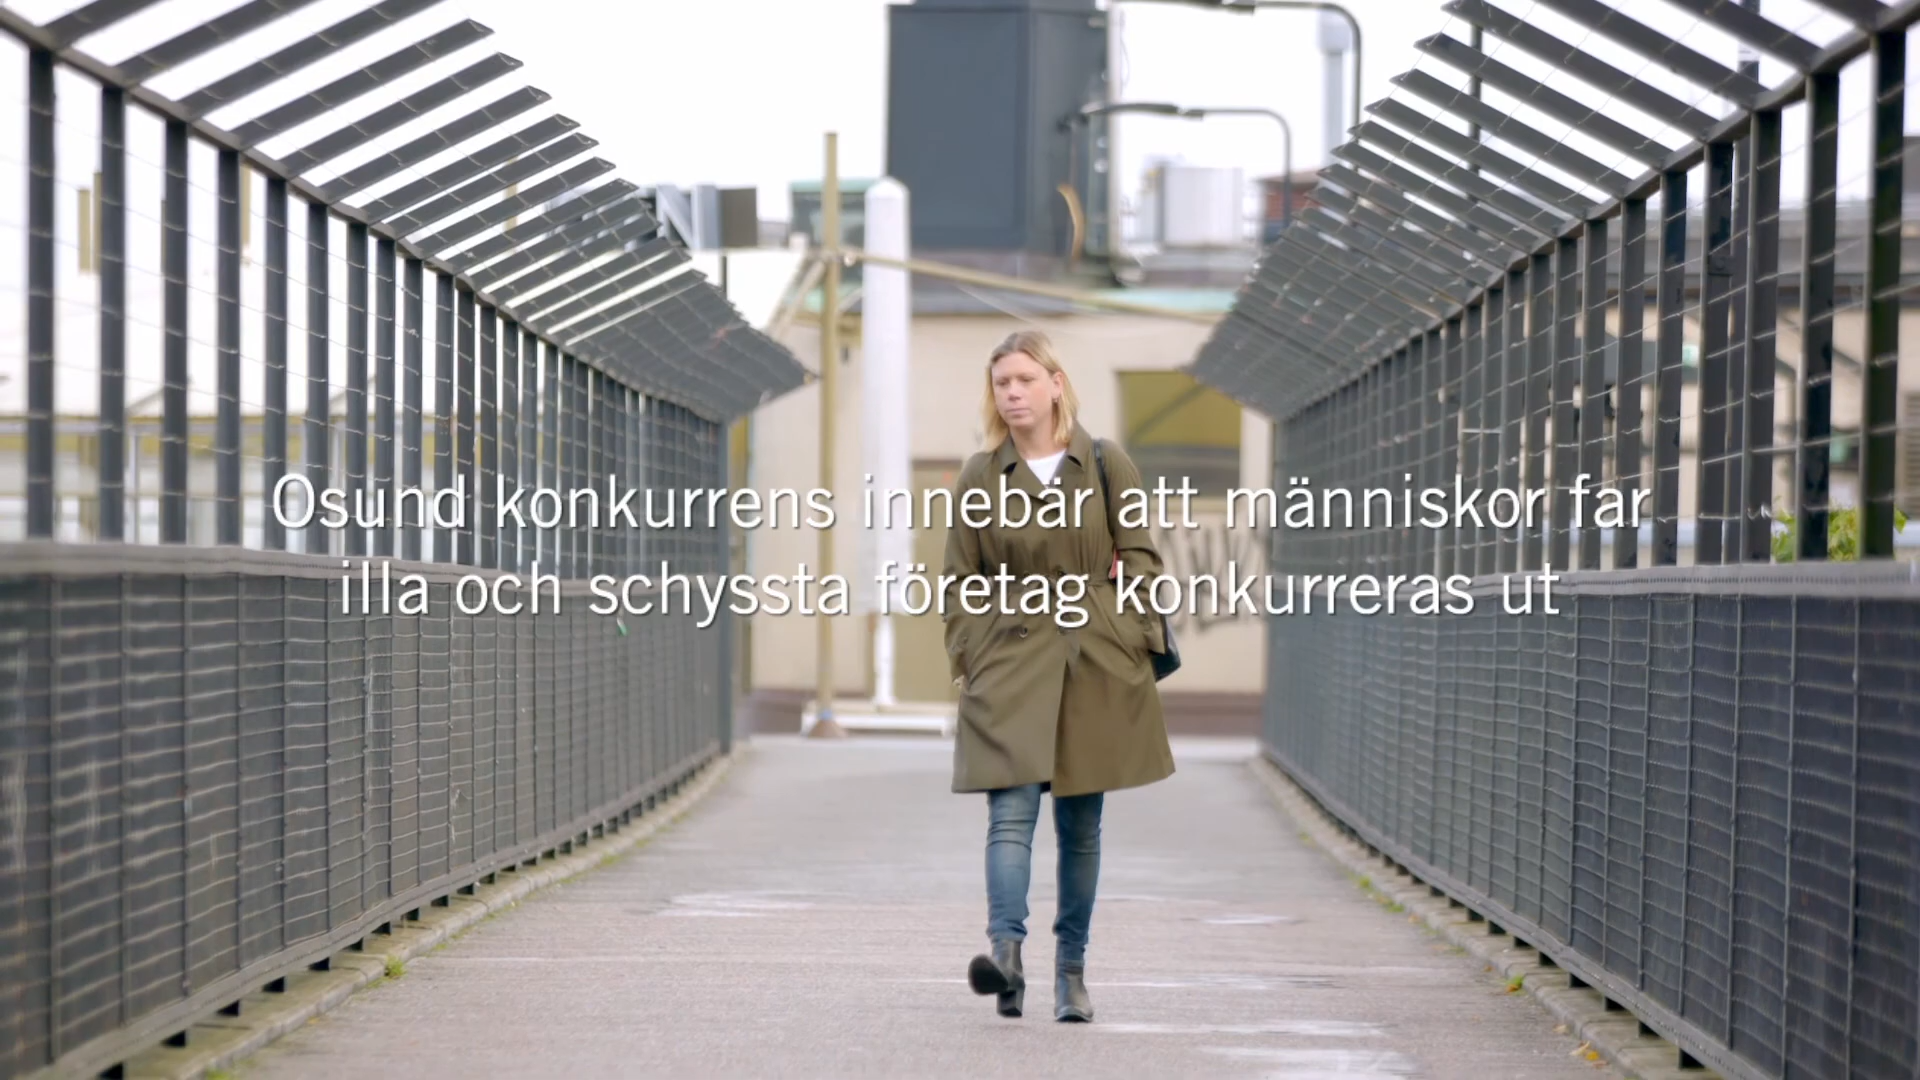 Osund konkurrens innebär att människor far
illa och schyssta företag konkurreras ut